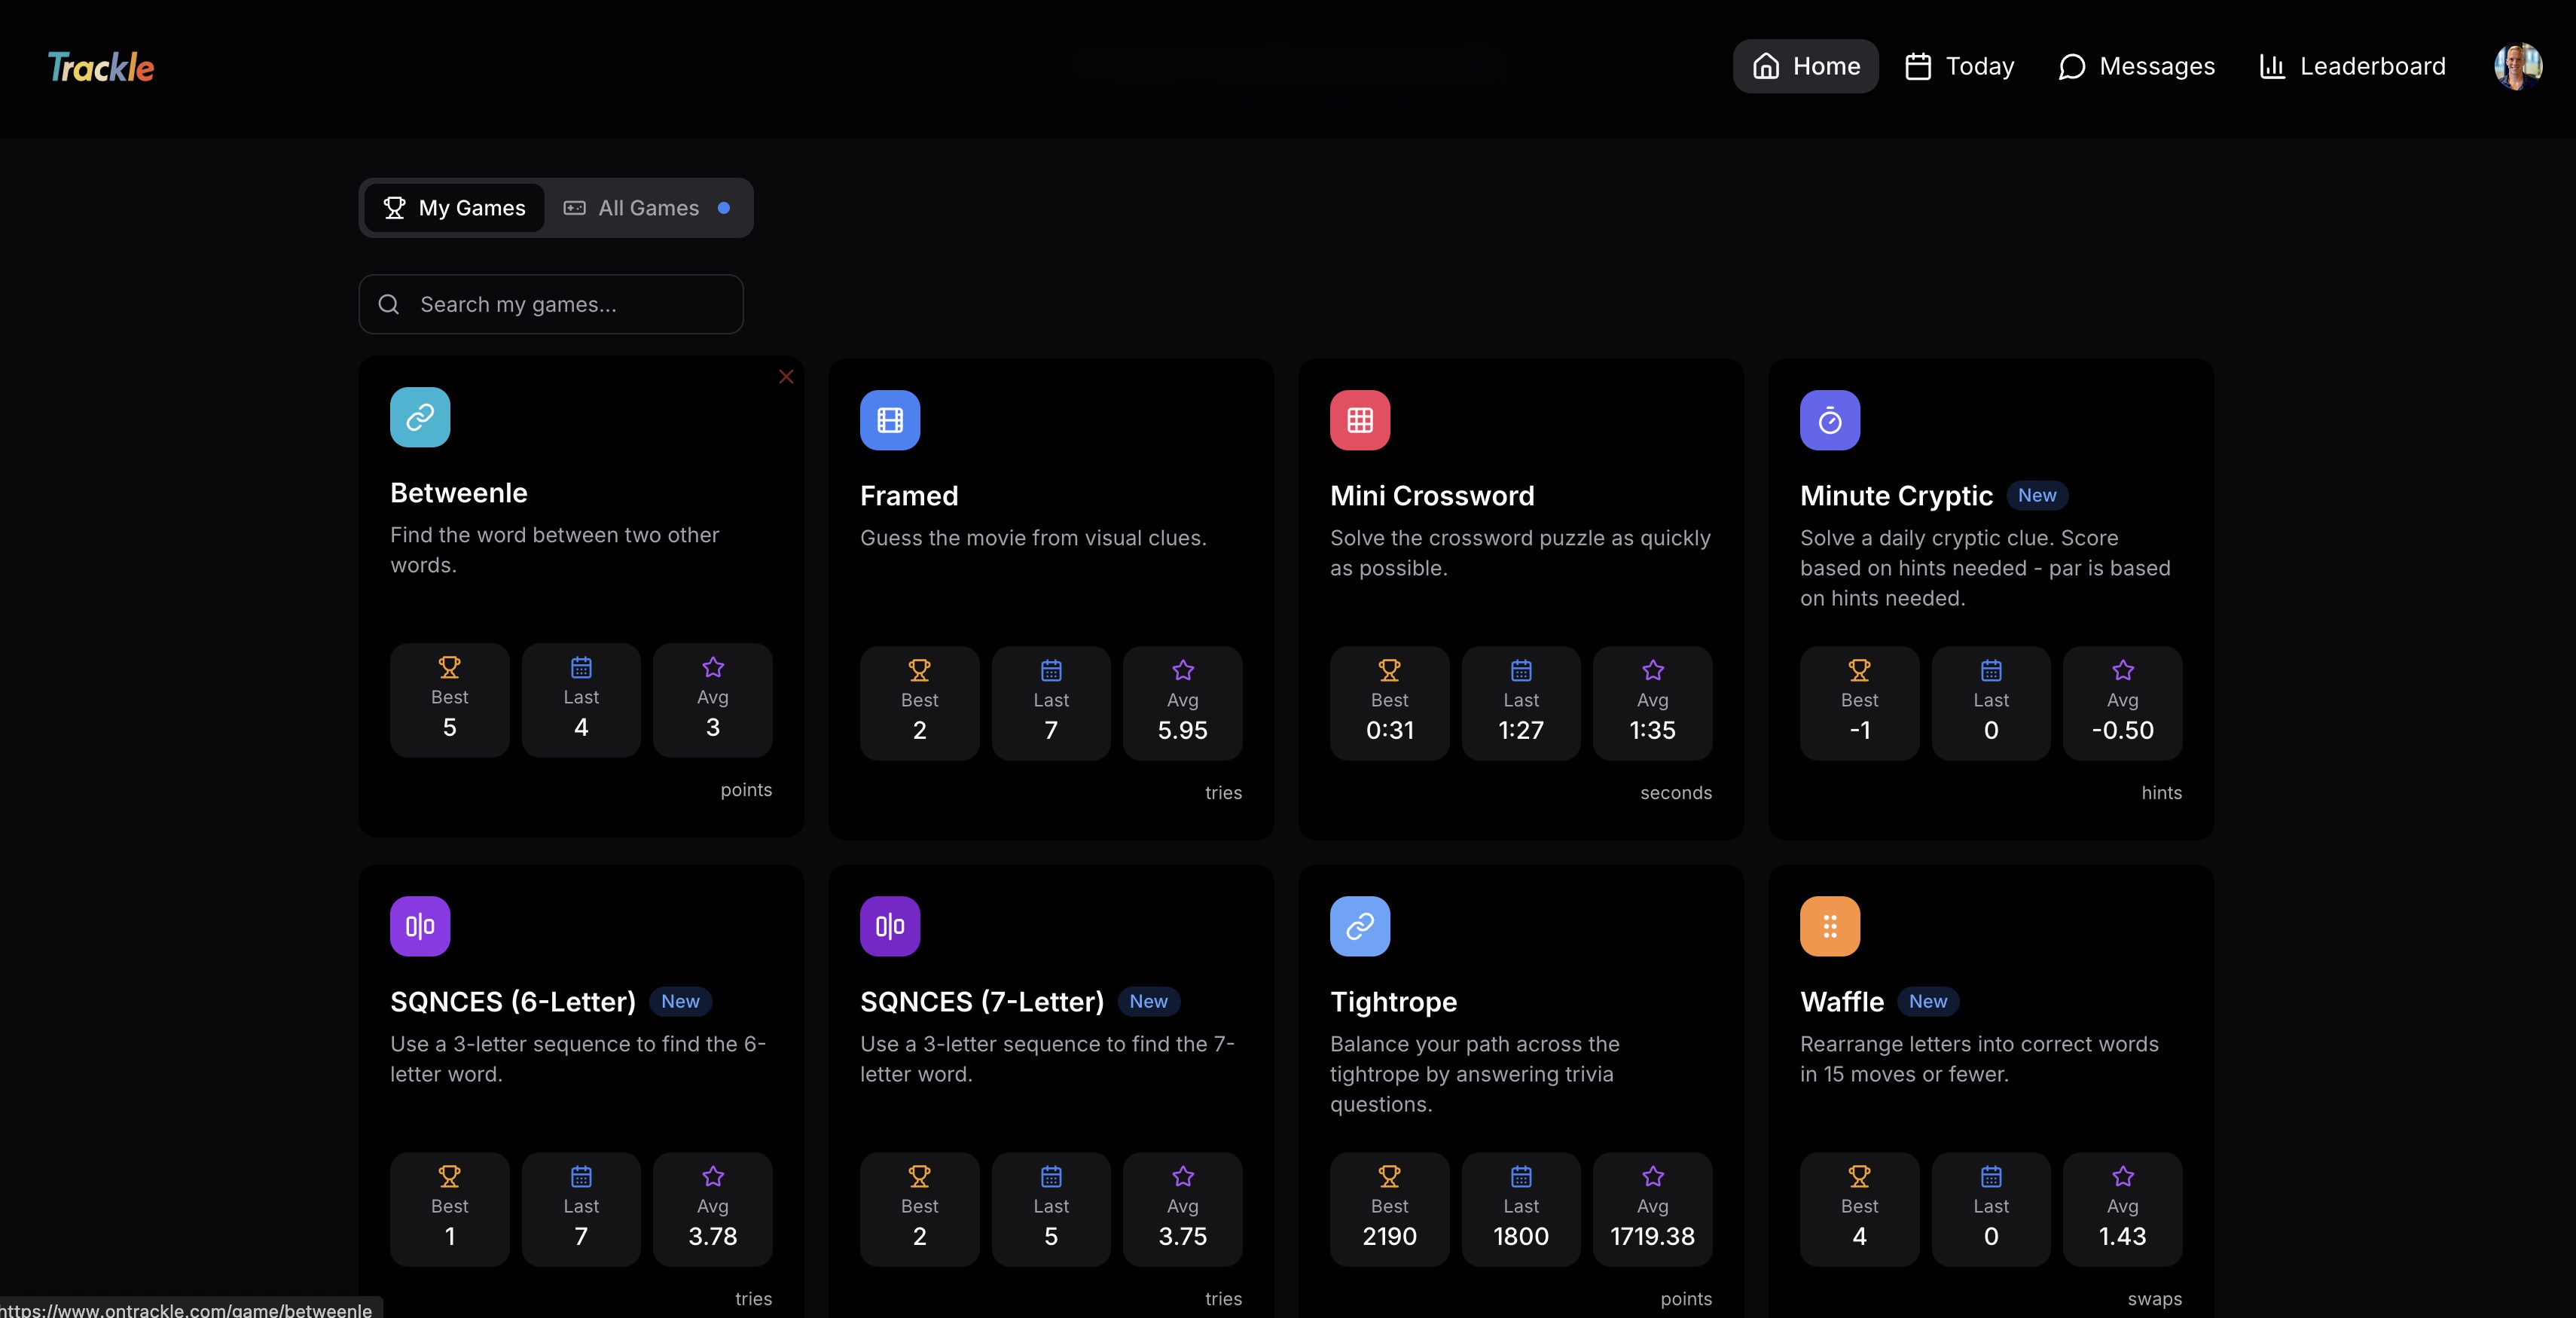 Trackle
Home
Today
Messages
Leaderboard
My Games
All Games
Search my games...
Betweenle
Find the word between two other
words.
Best
Last
Avg
5
4
3
points
Framed
Guess the movie from visual clues.
Best
Last
Avg
2
7
5.95
tries
Mini Crossword
Solve the crossword puzzle as quickly
as possible.
Best
Last
Avg
0:31
1:27
1:35
seconds
Minute Cryptic New
Solve a daily cryptic clue. Score
based on hints needed - par is based
on hints needed.
Best
Last
Avg
-1
0
-0.50
hints
SQNCES (6-Letter) New
Use a 3-letter sequence to find the 6-
letter word.
Best
Last
Avg
1
7
3.78
tries
SQNCES (7-Letter) New
Use a 3-letter sequence to find the 7-
letter word.
Best
Last
Avg
2
5
3.75
tries
Tightrope
Balance your path across the
tightrope by answering trivia
questions.
Best
Last
Avg
2190
1800
1719.38
points
Waffle New
Rearrange letters into correct words
in 15 moves or fewer.
Best
Last
Avg
4
0
1.43
swaps
https://www.ontrackle.com/game/betweenle